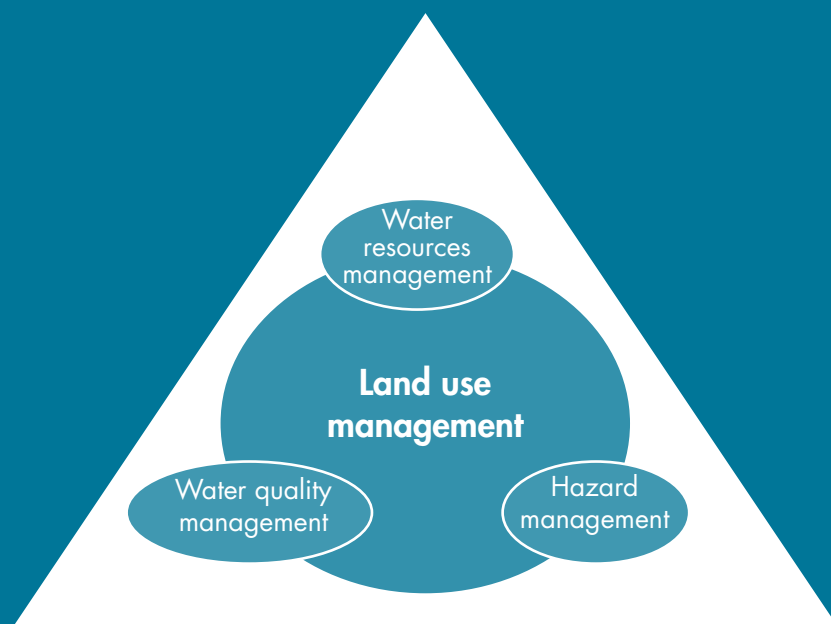 Water
resources
management
Land use
management
Water quality
management
Hazard
management